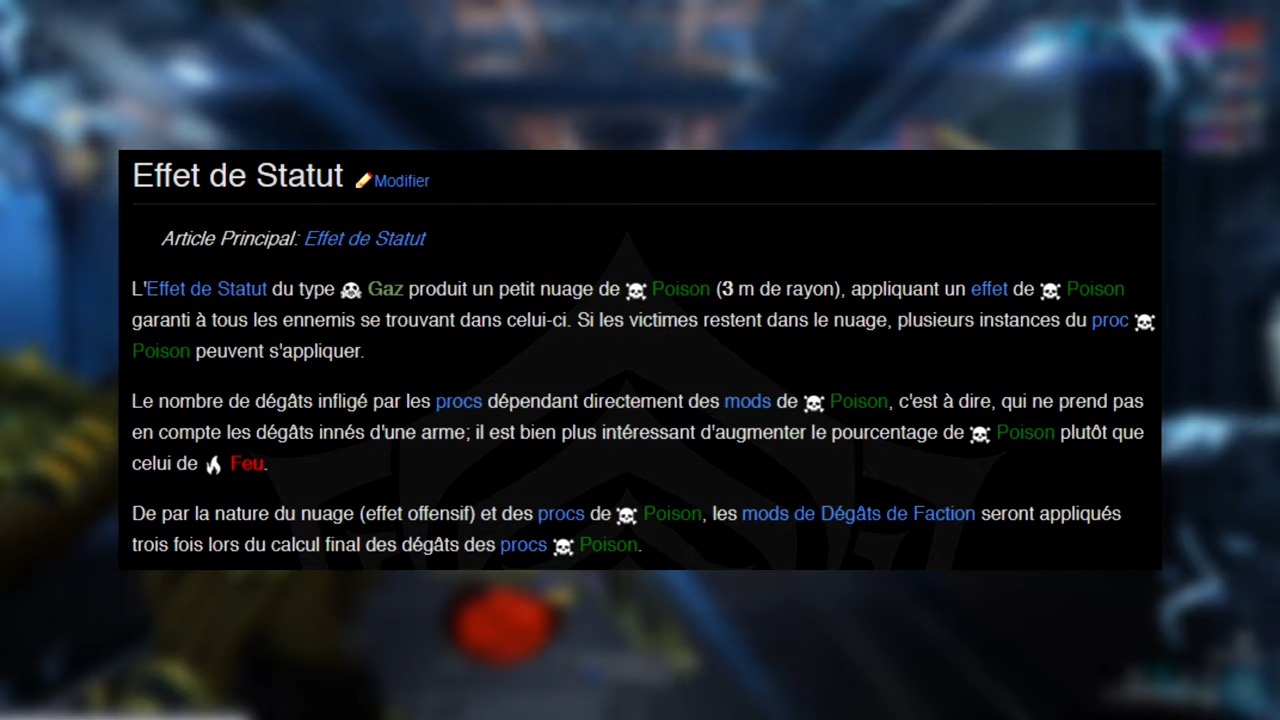 Effet de Statut Modifier
Article Principal: Effet de Statut
L'Effet de Statut du type Gaz produit un petit nuage de Poison (3 m de rayon), appliquant un effet de Poison
garanti à tous les ennemis se trouvant dans celui-ci. Si les victimes restent dans le nuage, plusieurs instances du proc
Poison peuvent s'appliquer.
Le nombre de dégâts infligé par les procs dépendant directement des mods de Poison, c'est à dire, qui ne prend pas
en compte les dégâts innés d'une arme; il est bien plus intéressant d'augmenter le pourcentage de Poison plutôt que
celui de Feu.
De par la nature du nuage (effet offensif) et des procs de Poison, les mods de Dégâts de Faction seront appliqués
trois fois lors du calcul final des dégâts des procs Poison.